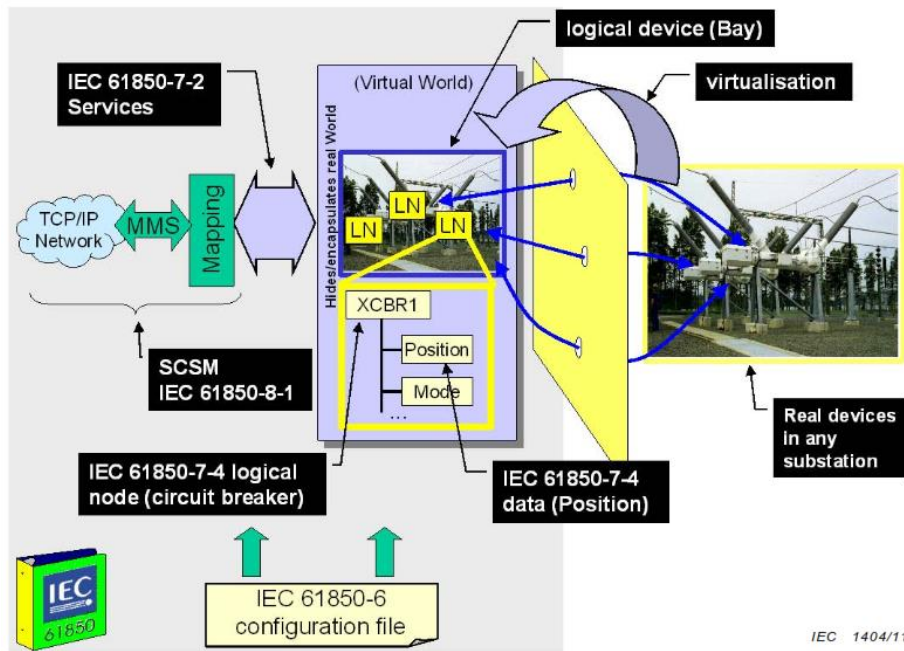 logical device (Bay)
IEC 61850-7-2
Services
(Virtual World)
virtualisation
Hides/encapsulates real World
LN
LN
LN
TCP/IP
Network
MMS
Mapping
XCBR1
Position
Mode
...
SCSM
IEC 61850-8-1
Real devices
in any
substation
IEC 61850-7-4 logical
node (circuit breaker)
IEC 61850-7-4
data (Position)
IEC 61850-6
configuration file
IEC
61850
IEC 1404/11